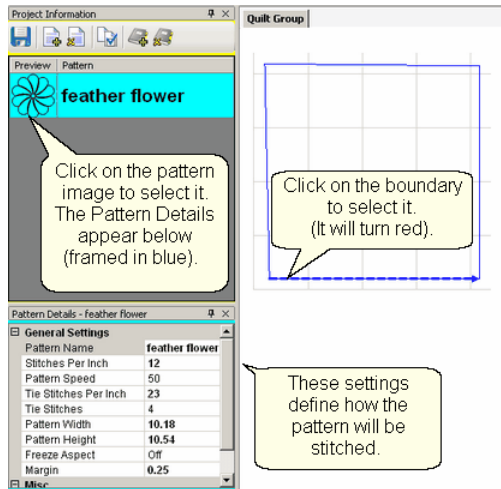 Project Information
Quilt Group
Preview Pattern
feather flower
Click on the pattern
image to select it.
The Pattern Details
appear below
(framed in blue).
Click on the boundary
to select it.
(It will turn red).
Pattern Details - feather flower
General Settings
Pattern Name feather flower
Stitches Per Inch 12
Pattern Speed 50
Tie Stitches Per Inch 23
Tie Stitches 4
Pattern Width 10.18
Pattern Height 10.54
Freeze Aspect Off
Margin 0.25
Misc
These settings
define how the
pattern will be
stitched.